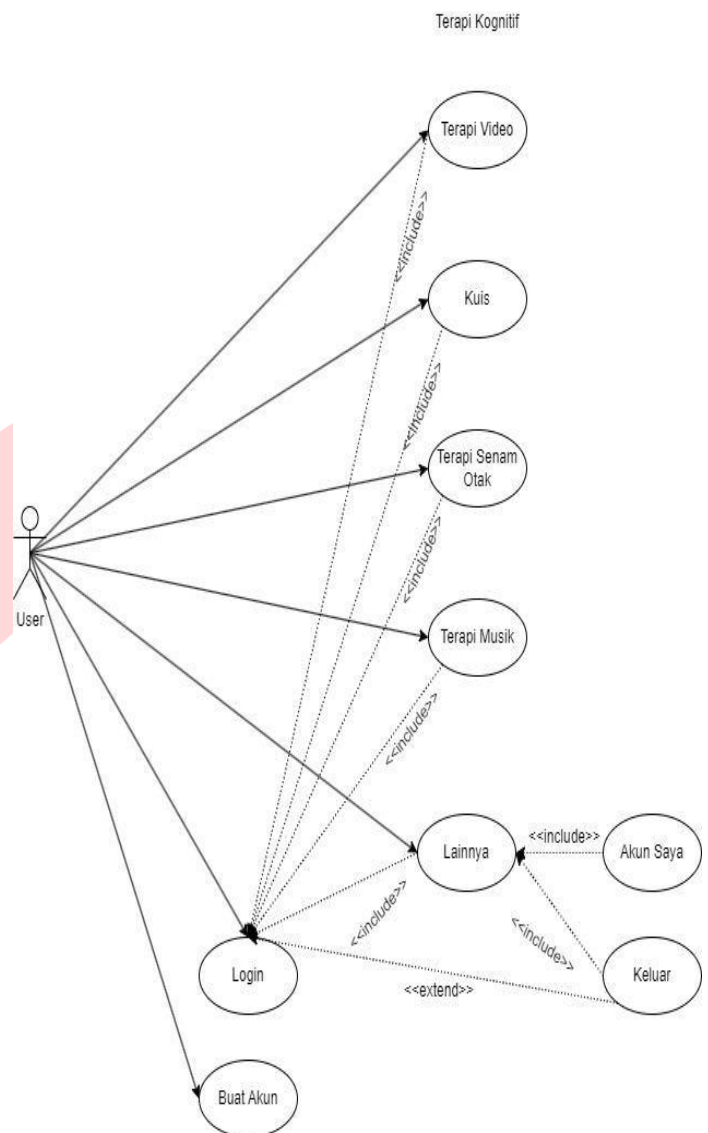 Terapi Kognitif
Terapi Video
<<include>>
Kuis
<<include>>
Terapi Senam
Otak
<<include>>
User
Terapi Musik
<<include>>
Lainnya
<<include>>
Akun Saya
<<include>>
<<include>>
Login
<<extend>>
Keluar
Buat Akun